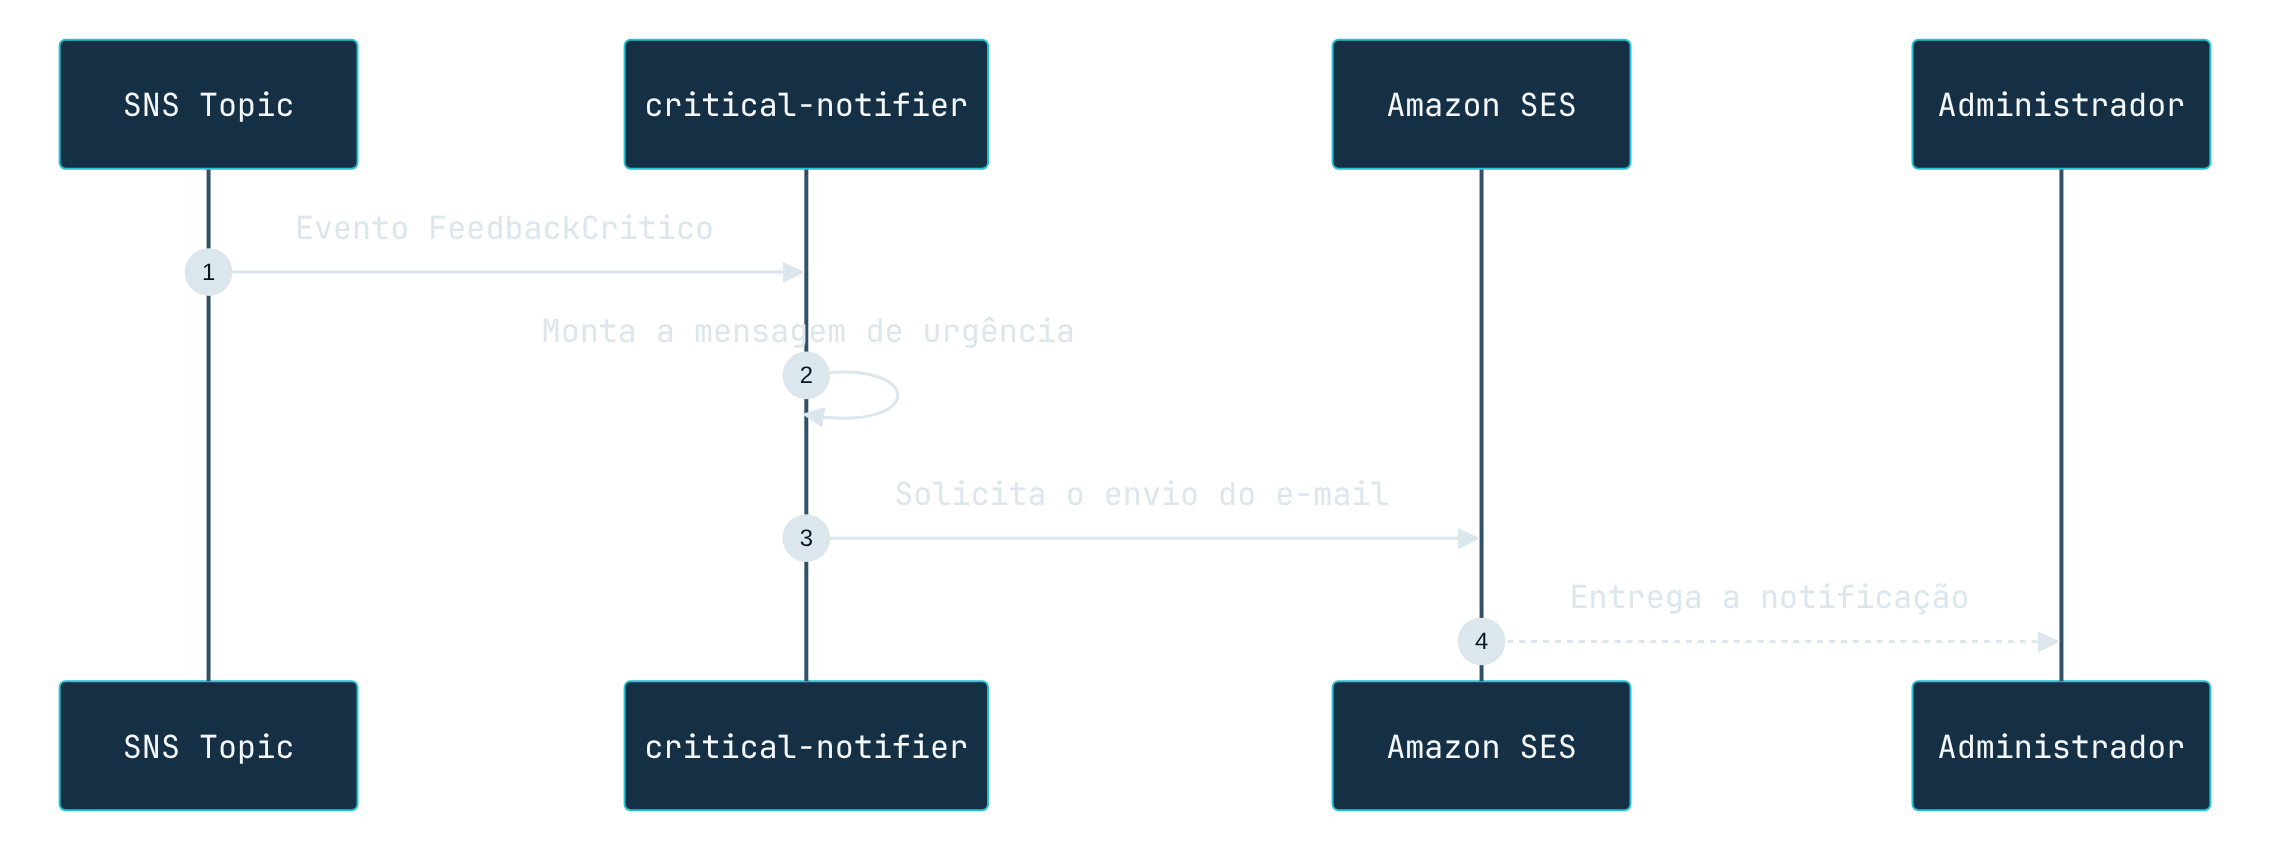 SNS Topic
critical-notifier
Amazon SES
Administrador
Evento FeedbackCritico
1
Monta a mensagem de urgência
2
Solicita o envio do e-mail
3
Entrega a notificação
4
SNS Topic
critical-notifier
Amazon SES
Administrador